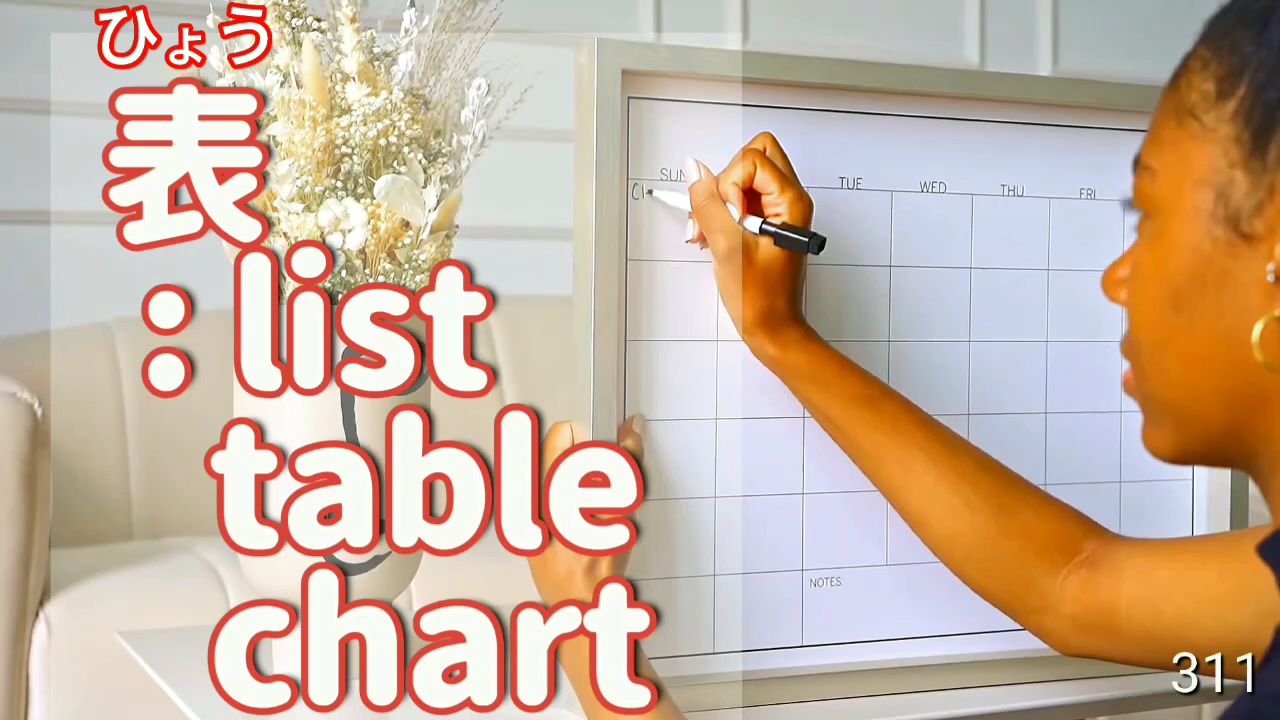 ひょう
表
: list
table
chart
SUN
TUE WED THU FRI
NOTES
311